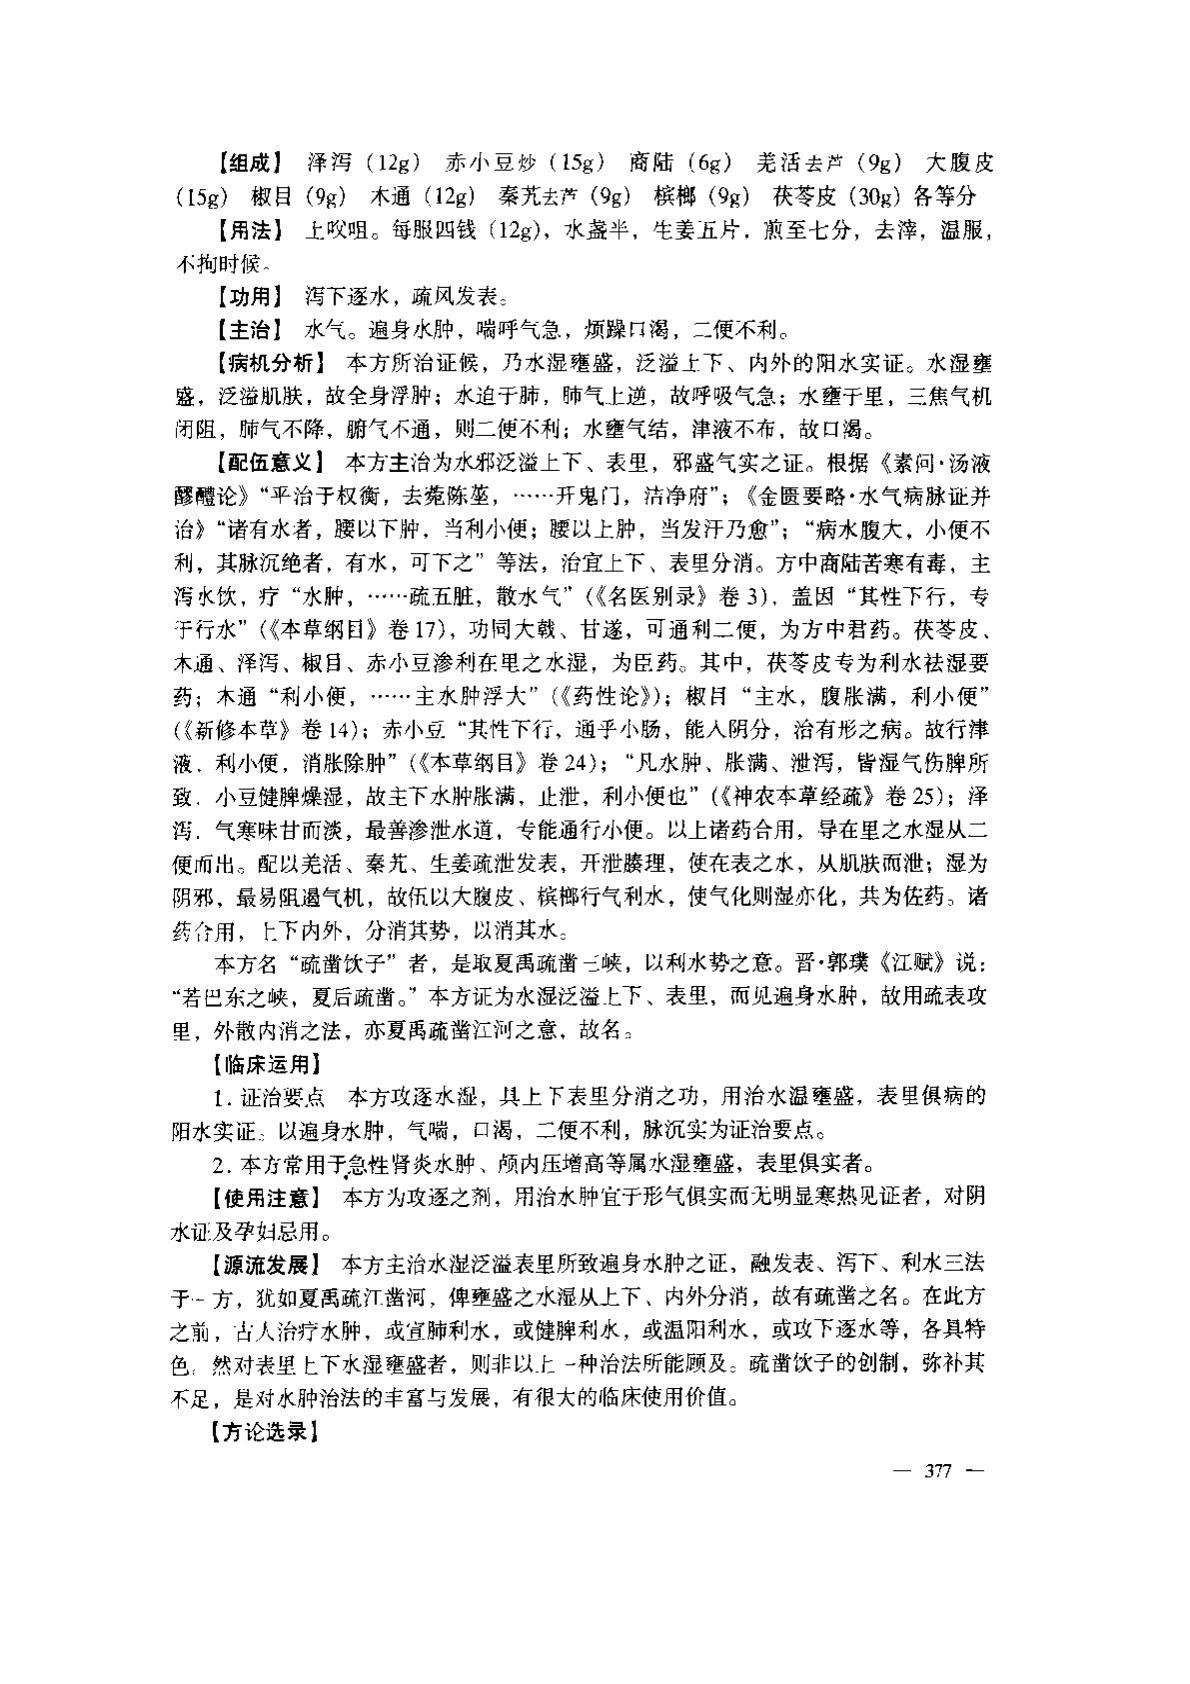 【组成】 泽泻（12g） 赤小豆炒（15g） 商陆（6g） 羌活去芦（9g） 大腹皮
（15g） 椒目（9g） 木通（12g） 秦艽去芦（9g） 槟榔（9g） 茯苓皮（30g）各等分
【用法】 上㕮咀。每服四钱（12g），水盏半，生姜五片，煎至七分，去滓，温服，
不拘时候。
【功用】 泻下逐水，疏风发表。
【主治】 水气。遍身水肿，喘呼气急，烦躁口渴，二便不利。
【病机分析】 本方所治证候，乃水湿壅盛，泛溢上下、内外的阳水实证。水湿壅
盛，泛溢肌肤，故全身浮肿；水迫于肺，肺气上逆，故呼吸气急；水壅于里，三焦气机
闭阻，肺气不降，腑气不通，则二便不利；水壅气结，津液不布，故口渴。
【配伍意义】 本方主治为水邪泛溢上下、表里，邪盛气实之证。根据《素问·汤液
醪醴论》“平治于权衡，去菀陈莝，……开鬼门，洁净府”；《金匮要略·水气病脉证并
治》“诸有水者，腰以下肿，当利小便；腰以上肿，当发汗乃愈”；“病水腹大，小便不
利，其脉沉绝者，有水，可下之”等法，治宜上下、表里分消。方中商陆苦寒有毒，主
泻水饮，疗“水肿，……疏五脏，散水气”（《名医别录》卷3），盖因“其性下行，专
于行水”（《本草纲目》卷17），功同大戟、甘遂，可通利二便，为方中君药。茯苓皮、
木通、泽泻、椒目、赤小豆渗利在里之水湿，为臣药。其中，茯苓皮专为利水祛湿要
药；木通“利小便，……主水肿浮大”（《药性论》）；椒目“主水，腹胀满，利小便”
（《新修本草》卷14）；赤小豆“其性下行，通乎小肠，能入阴分，治有形之病。故行津
液，利小便，消胀除肿”（《本草纲目》卷24）；“凡水肿、胀满、泄泻，皆湿气伤脾所
致，小豆健脾燥湿，故主下水肿胀满，止泄，利小便也”（《神农本草经疏》卷25）；泽
泻，气寒味甘而淡，最善渗泄水道，专能通行小便。以上诸药合用，导在里之水湿从二
便而出。配以羌活、秦艽、生姜疏泄发表，开泄腠理，使在表之水，从肌肤而泄；湿为
阴邪，最易阻遏气机，故伍以大腹皮、槟榔行气利水，使气化则湿亦化，共为佐药。诸
药合用，上下内外，分消其势，以消其水。
本方名“疏凿饮子”者，是取夏禹疏凿三峡，以利水势之意。晋·郭璞《江赋》说：
“若巴东之峡，夏后疏凿。”本方证为水湿泛溢上下、表里，而见遍身水肿，故用疏表攻
里，外散内消之法，亦夏禹疏凿江河之意，故名。
【临床运用】
1. 证治要点 本方攻逐水湿，具上下表里分消之功，用治水湿壅盛，表里俱病的
阳水实证。以遍身水肿，气喘，口渴，二便不利，脉沉实为证治要点。
2. 本方常用于急性肾炎水肿、颅内压增高等属水湿壅盛，表里俱实者。
【使用注意】 本方为攻逐之剂，用治水肿宜于形气俱实而无明显寒热见证者，对阴
水证及孕妇忌用。
【源流发展】 本方主治水湿泛溢表里所致遍身水肿之证，融发表、泻下、利水三法
于一方，犹如夏禹疏江凿河，俾壅盛之水湿从上下、内外分消，故有疏凿之名。在此方
之前，古人治疗水肿，或宣肺利水，或健脾利水，或温阳利水，或攻下逐水等，各具特
色，然对表里上下水湿壅盛者，则非以上一种治法所能顾及。疏凿饮子的创制，弥补其
不足，是对水肿治法的丰富与发展，有很大的临床使用价值。
【方论选录】
— 377 —